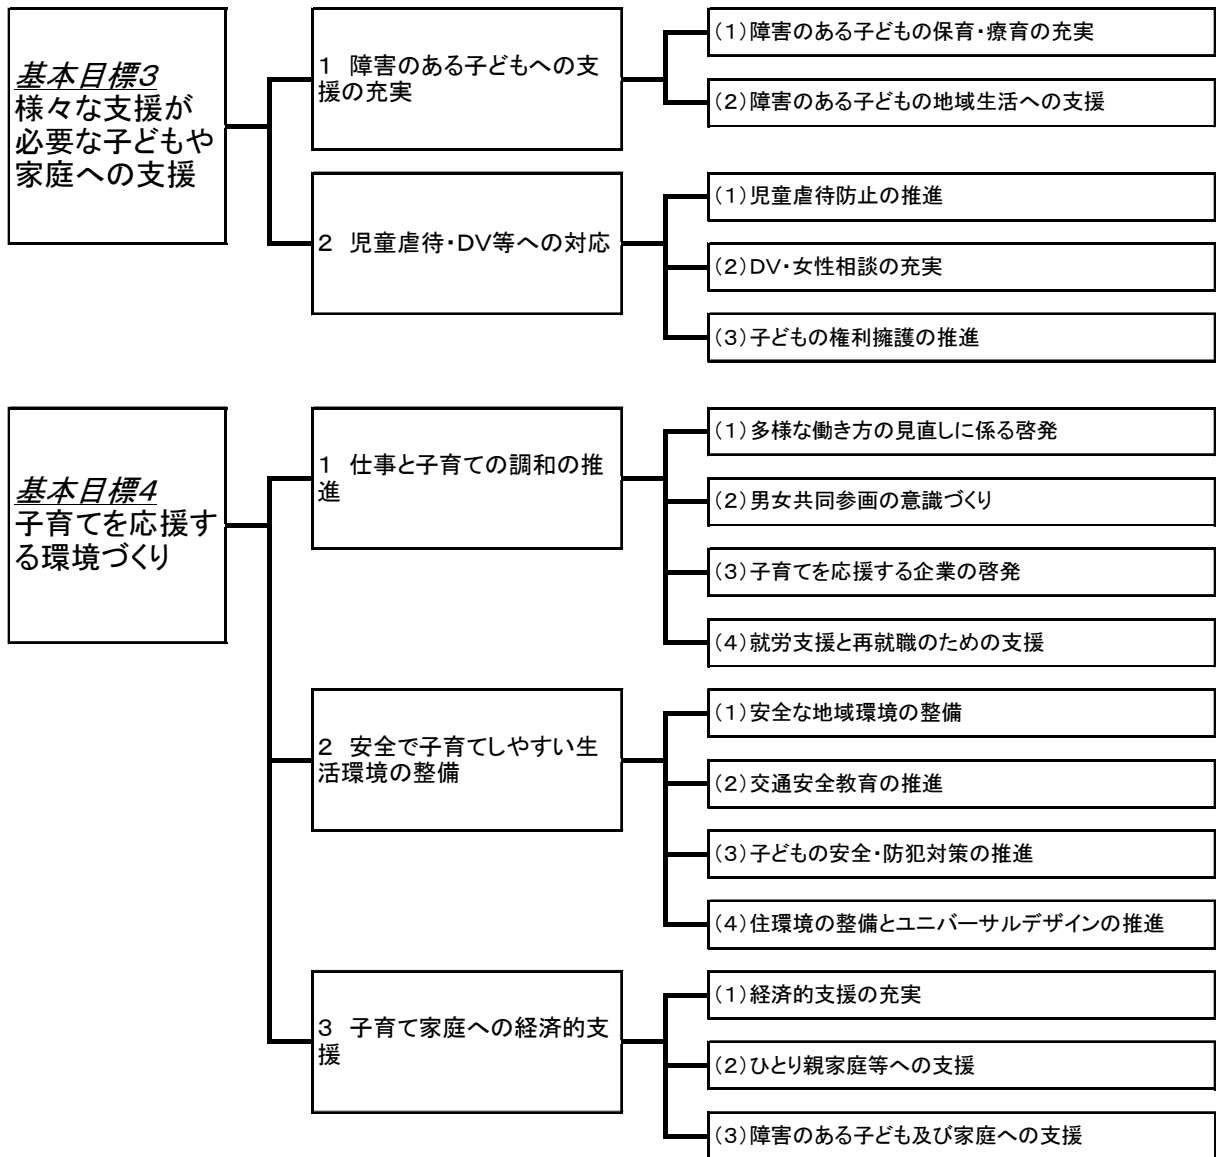 基本目標3
様々な支援が
必要な子どもや
家庭への支援
1　障害のある子どもへの支
援の充実
(1)障害のある子どもの保育・療育の充実
(2)障害のある子どもの地域生活への支援
2　児童虐待・DV等への対応
(1)児童虐待防止の推進
(2)DV・女性相談の充実
(3)子どもの権利擁護の推進
基本目標4
子育てを応援す
る環境づくり
1　仕事と子育ての調和の推
進
(1)多様な働き方の見直しに係る啓発
(2)男女共同参画の意識づくり
(3)子育てを応援する企業の啓発
(4)就労支援と再就職のための支援
2　安全で子育てしやすい生
活環境の整備
(1)安全な地域環境の整備
(2)交通安全教育の推進
(3)子どもの安全・防犯対策の推進
(4)住環境の整備とユニバーサルデザインの推進
3　子育て家庭への経済的支
援
(1)経済的支援の充実
(2)ひとり親家庭等への支援
(3)障害のある子ども及び家庭への支援